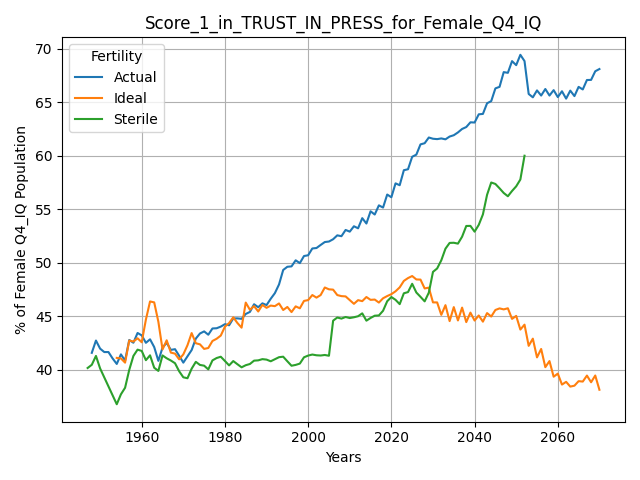 Score_1_in_TRUST_IN_PRESS_for_Female_Q4_IQ
Fertility
Actual
Ideal
Sterile
% of Female Q4_IQ Population
70
65
60
55
50
45
40
1960
1980
2000
2020
2040
2060
Years